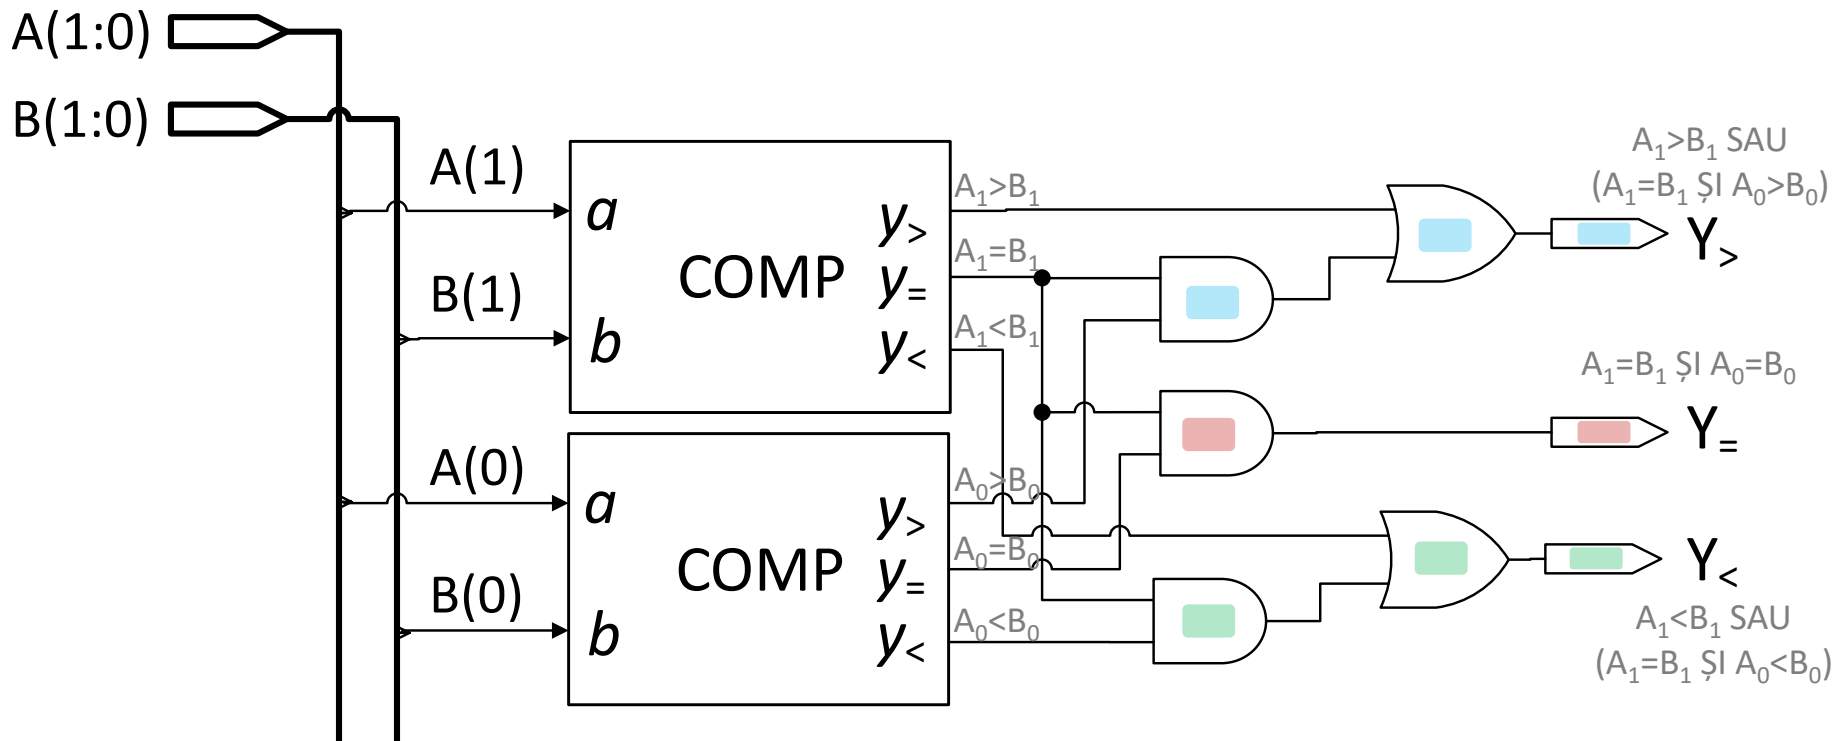 A(1:0)
B(1:0)
A(1)
B(1)
A(0)
B(0)
a
b
COMP
y>
y=
y<
a
b
COMP
y>
y=
y<
A1>B1
A1=B1
A1<B1
A0>B0
A0=B0
A0<B0
A1>B1 SAU
(A1=B1 ȘI A0>B0)
Y>
A1=B1 ȘI A0=B0
Y=
Y<
A1<B1 SAU
(A1=B1 ȘI A0<B0)